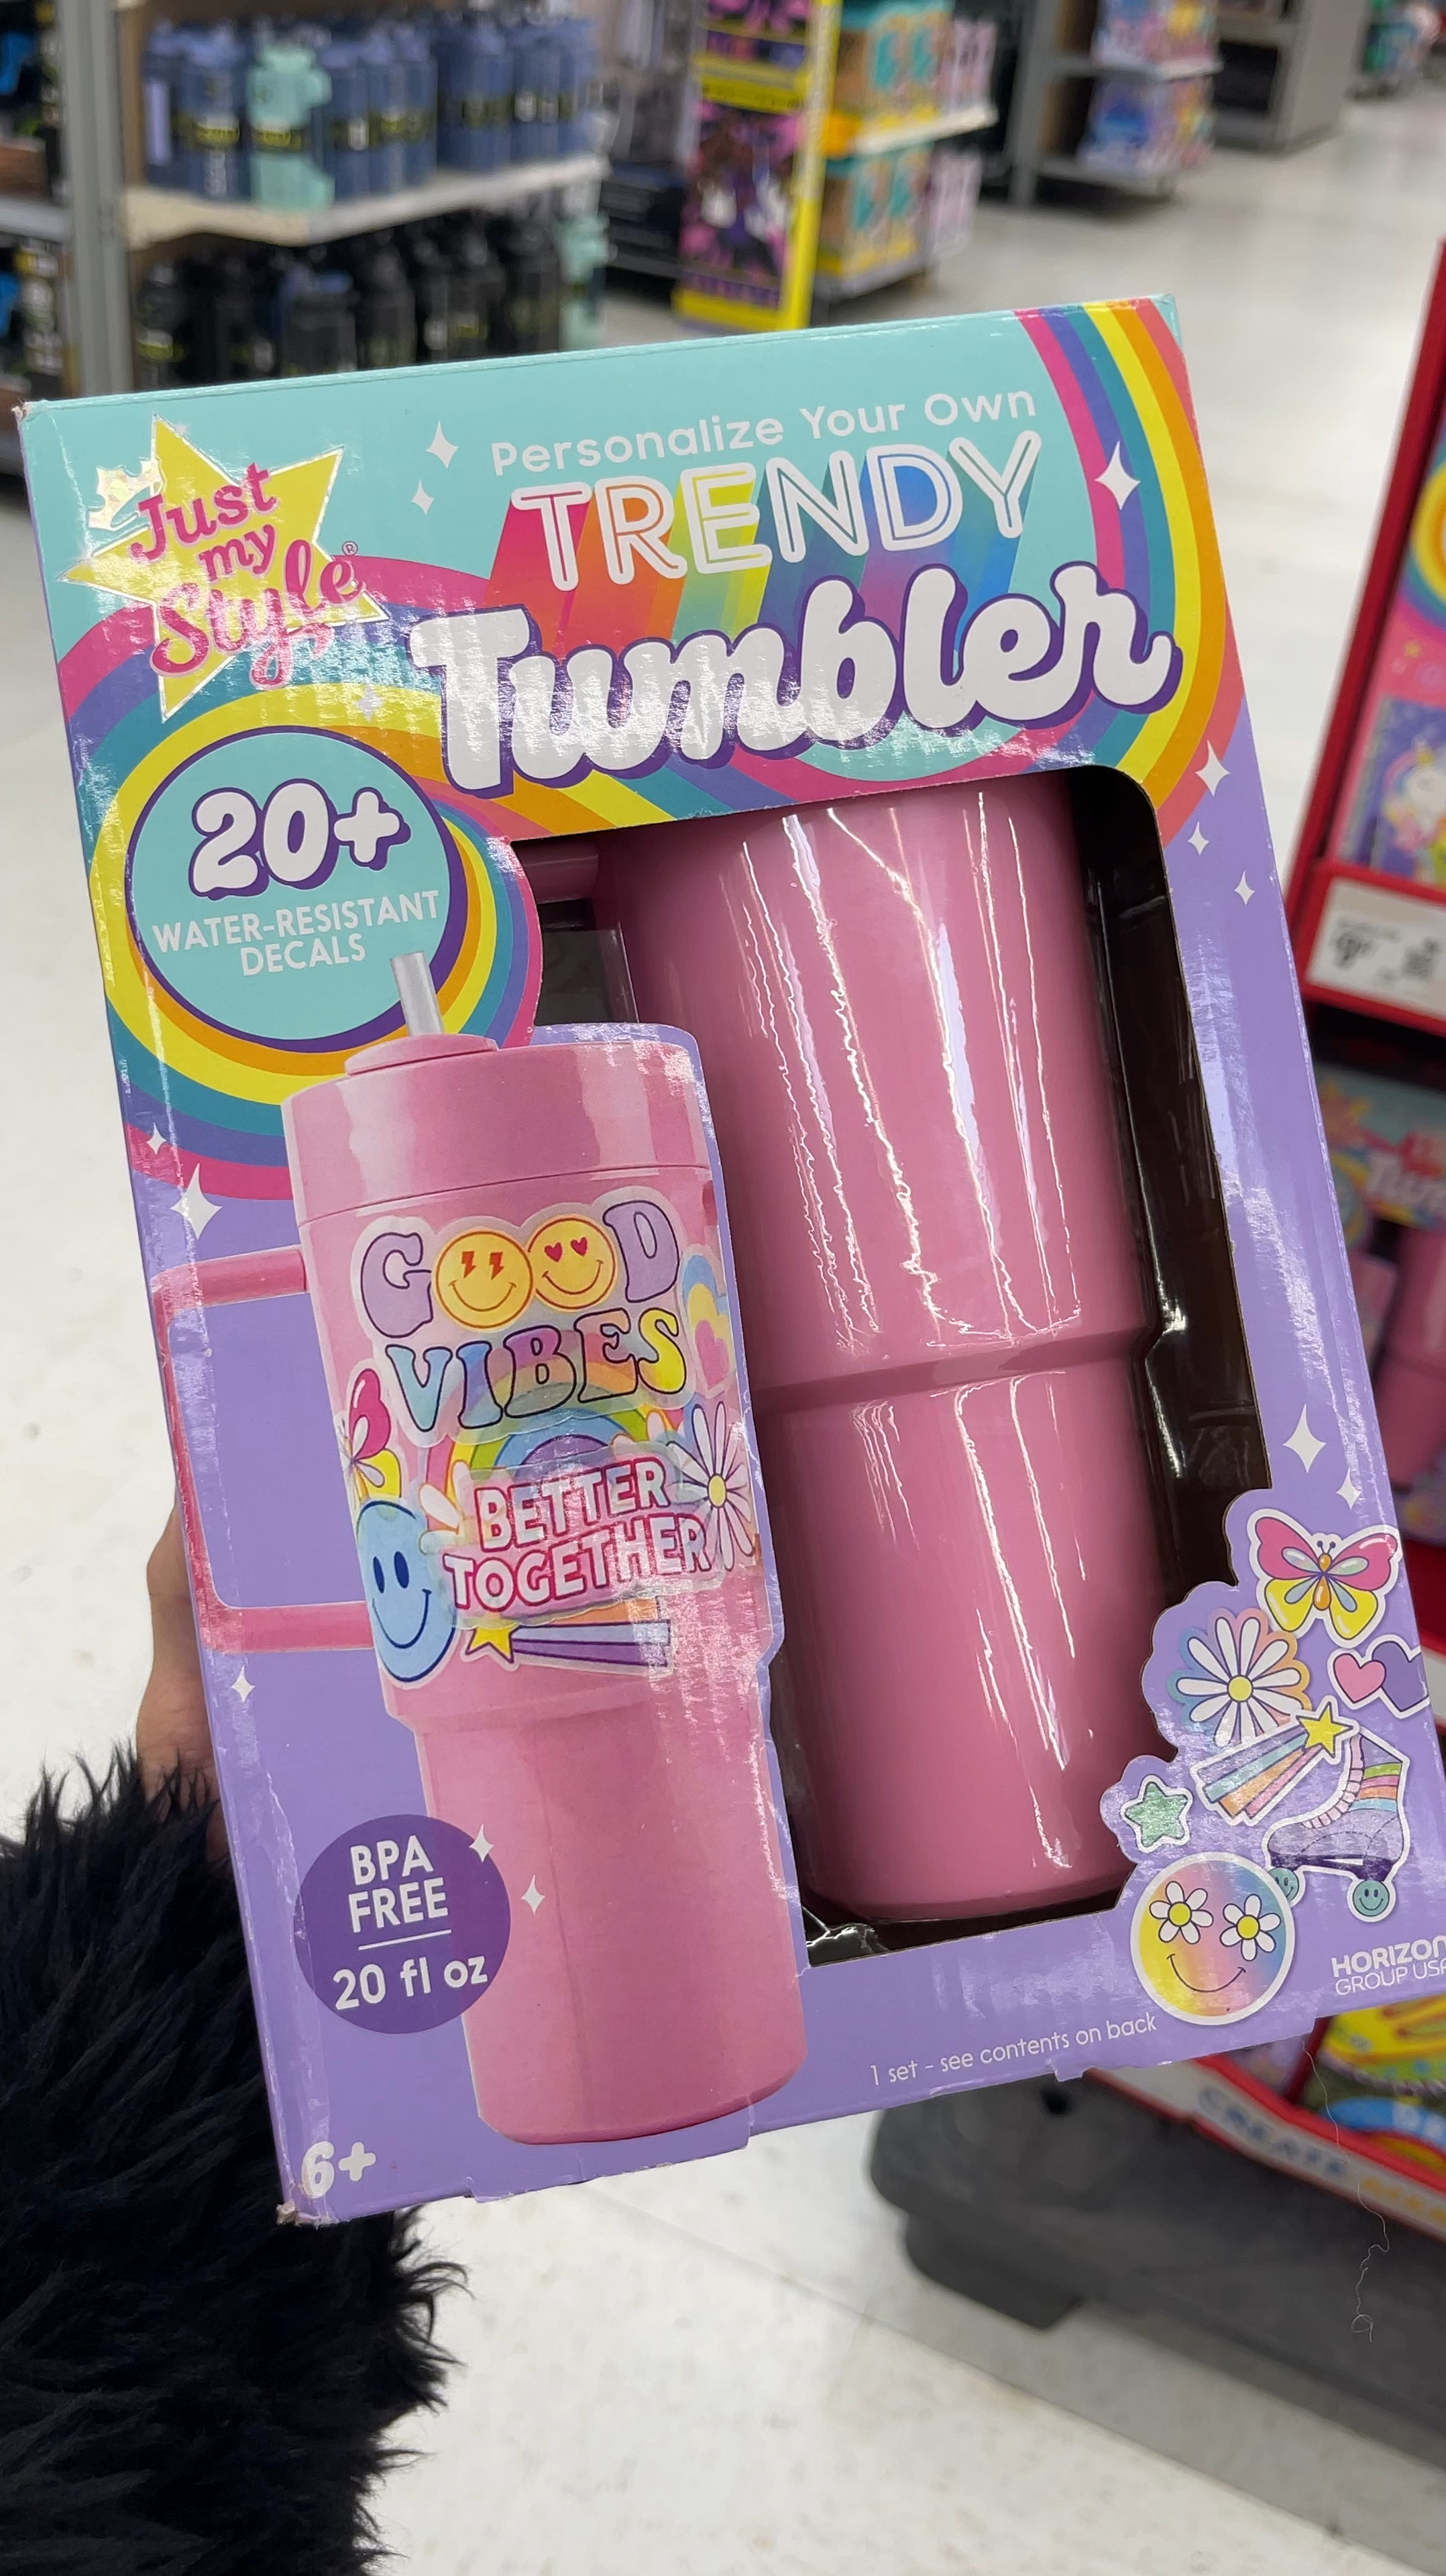 Just
my
Style®
Personalize Your Own
TRENDY
Tumbler
20+
WATER-RESISTANT
DECALS
GOOD
VIBES
BETTER
TOGETHER
BPA
FREE
20 fl oz
6+
1 set - see contents on back
HORIZON
GROUP USA
CREATE